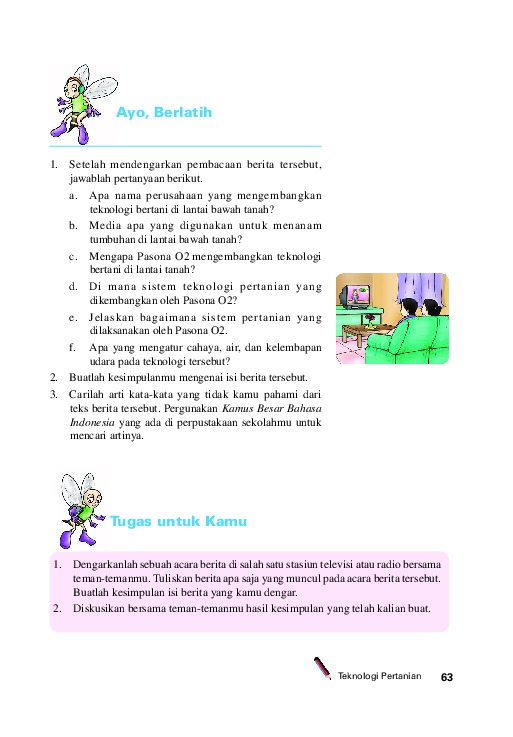 Ayo, Berlatih
1. Setelah mendengarkan pembacaan berita tersebut,
jawablah pertanyaan berikut.
a. Apa nama perusahaan yang mengembangkan
teknologi bertani di lantai bawah tanah?
b. Media apa yang digunakan untuk menanam
tumbuhan di lantai bawah tanah?
c. Mengapa Pasona O2 mengembangkan teknologi
bertani di lantai tanah?
d. Di mana sistem teknologi pertanian yang
dikembangkan oleh Pasona O2?
e. Jelaskan bagaimana sistem pertanian yang
dilaksanakan oleh Pasona O2.
f. Apa yang mengatur cahaya, air, dan kelembapan
udara pada teknologi tersebut?
2. Buatlah kesimpulanmu mengenai isi berita tersebut.
3. Carilah arti kata-kata yang tidak kamu pahami dari
teks berita tersebut. Pergunakan Kamus Besar Bahasa
Indonesia yang ada di perpustakaan sekolahmu untuk
mencari artinya.
Tugas untuk Kamu
1. Dengarkanlah sebuah acara berita di salah satu stasiun televisi atau radio bersama
teman-temanmu. Tuliskan berita apa saja yang muncul pada acara berita tersebut.
Buatlah kesimpulan isi berita yang kamu dengar.
2. Diskusikan bersama teman-temanmu hasil kesimpulan yang telah kalian buat.
Teknologi Pertanian 63